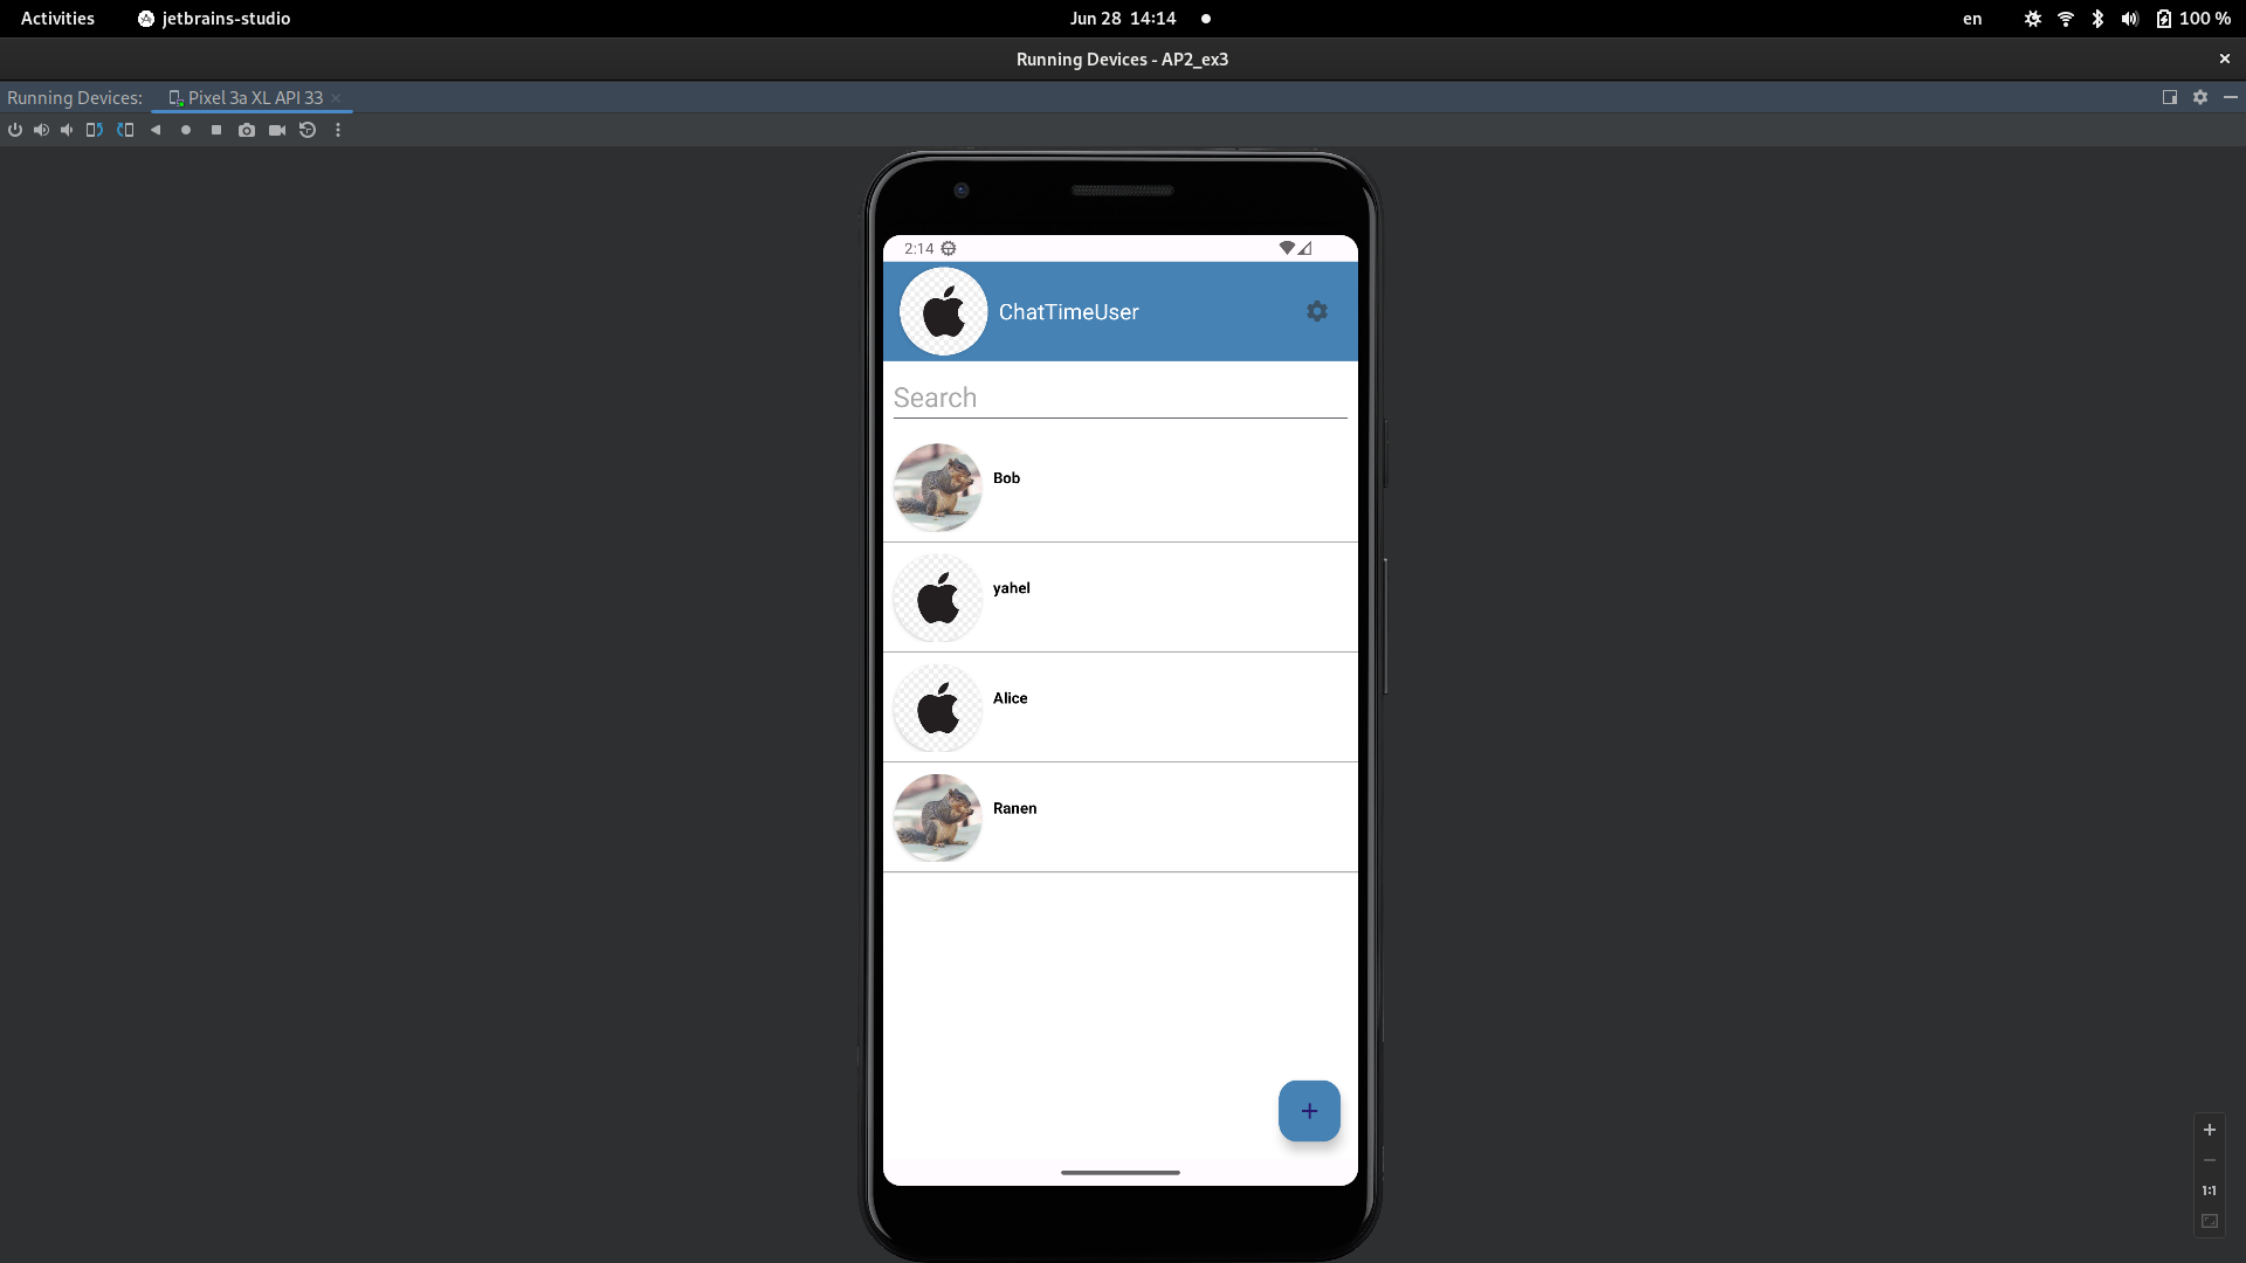 Activities jetbrains-studio Jun 28 14:14 en 100 %
Running Devices - AP2_ex3
Running Devices: Pixel 3a XL API 33
2:14
ChatTimeUser
Search
Bob
yahel
Alice
Ranen
1:1